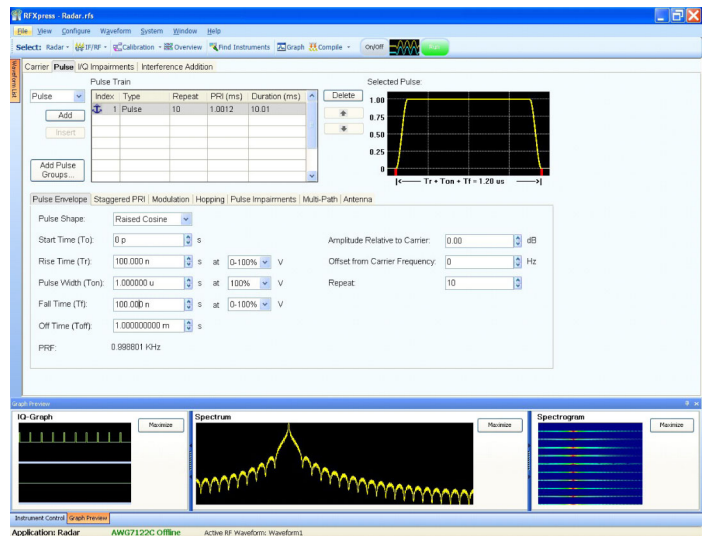 RFXpress - Radar.rfs
File View Configure Waveform System Window Help
Select: Radar IF/RF Calibration Overview Find Instruments Graph Compile On/Off Run
Waveform List
Carrier Pulse I/Q Impairments Interference Addition
Pulse Train
Selected Pulse:
Pulse
Add
Insert
Add Pulse Groups...
Index Type Repeat PRI (ms) Duration (ms)
1 Pulse 10 1.0012 10.01
Delete
1.00
0.75
0.50
0.25
0
|<—— Tr + Ton + Tf = 1.20 us ——>|
Pulse Envelope Staggered PRI Modulation Hopping Pulse Impairments Multi-Path Antenna
Pulse Shape: Raised Cosine
Start Time (To): 0 p s
Amplitude Relative to Carrier: 0.00 dB
Rise Time (Tr): 100.000 n s at 0-100% V
Offset from Carrier Frequency: 0 Hz
Pulse Width (Ton): 1.000000 u s at 100% V
Repeat: 10
Fall Time (Tf): 100.000 n s at 0-100% V
Off Time (Toff): 1.000000000 m s
PRF: 0.998801 KHz
Graph Preview
IQ-Graph
Maximize
Spectrum
Maximize
Spectrogram
Maximize
Instrument Control Graph Preview
Application: Radar AWG7122C Offline Active RF Waveform: Waveform1